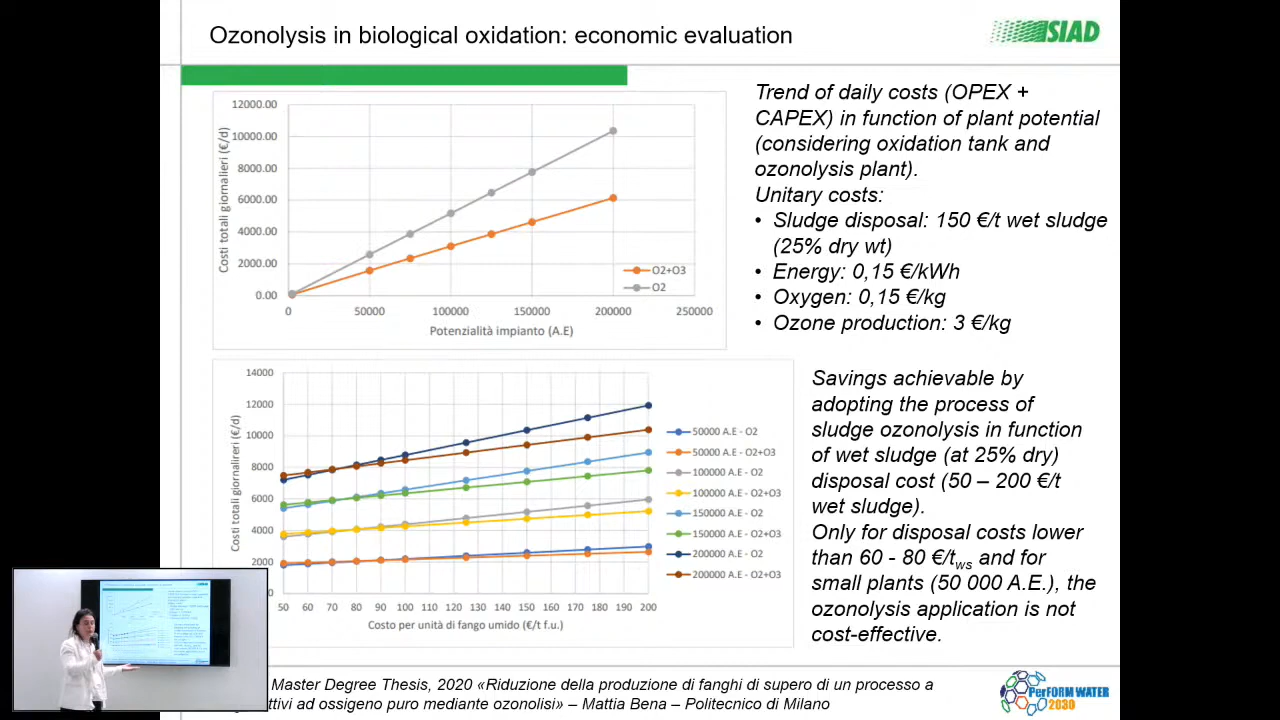 Ozonolysis in biological oxidation: economic evaluation
SIAD
12000.00
10000.00
8000.00
6000.00
4000.00
2000.00
0.00
Costi totali giornalieri (€/d)
0 50000 100000 150000 200000 250000
Potenzialità impianto (A.E)
O2+O3
O2
Trend of daily costs (OPEX +
CAPEX) in function of plant potential
(considering oxidation tank and
ozonolysis plant).
Unitary costs:
• Sludge disposal: 150 €/t wet sludge
(25% dry wt)
• Energy: 0,15 €/kWh
• Oxygen: 0,15 €/kg
• Ozone production: 3 €/kg
14000
12000
10000
8000
6000
4000
2000
Costi totali giornalireri (€/d)
50 60 70 80 90 100 110 120 130 140 150 160 170 180 190 200
Costo per unità di fango umido (€/t f.u.)
50000 A.E - O2
50000 A.E - O2+O3
100000 A.E - O2
100000 A.E - O2+O3
150000 A.E - O2
150000 A.E - O2+O3
200000 A.E - O2
200000 A.E - O2+O3
Savings achievable by
adopting the process of
sludge ozonolysis in function
of wet sludge (at 25% dry)
disposal cost (50 – 200 €/t
wet sludge).
Only for disposal costs lower
than 60 - 80 €/tws and for
small plants (50 000 A.E.), the
ozonolysis application is not
cost-effective.
Master Degree Thesis, 2020 «Riduzione della produzione di fanghi di supero di un processo a
ad ossigeno puro mediante ozonolisi» – Mattia Bena – Politecnico di Milano
PerFORM WATER
2030